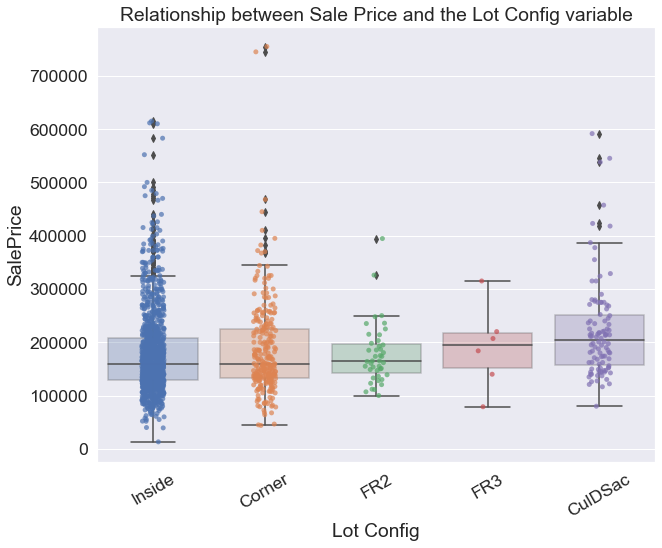 Relationship between Sale Price and the Lot Config variable
700000
600000
500000
400000
300000
200000
100000
0
SalePrice
Inside
Corner
FR2
FR3
CulDSac
Lot Config